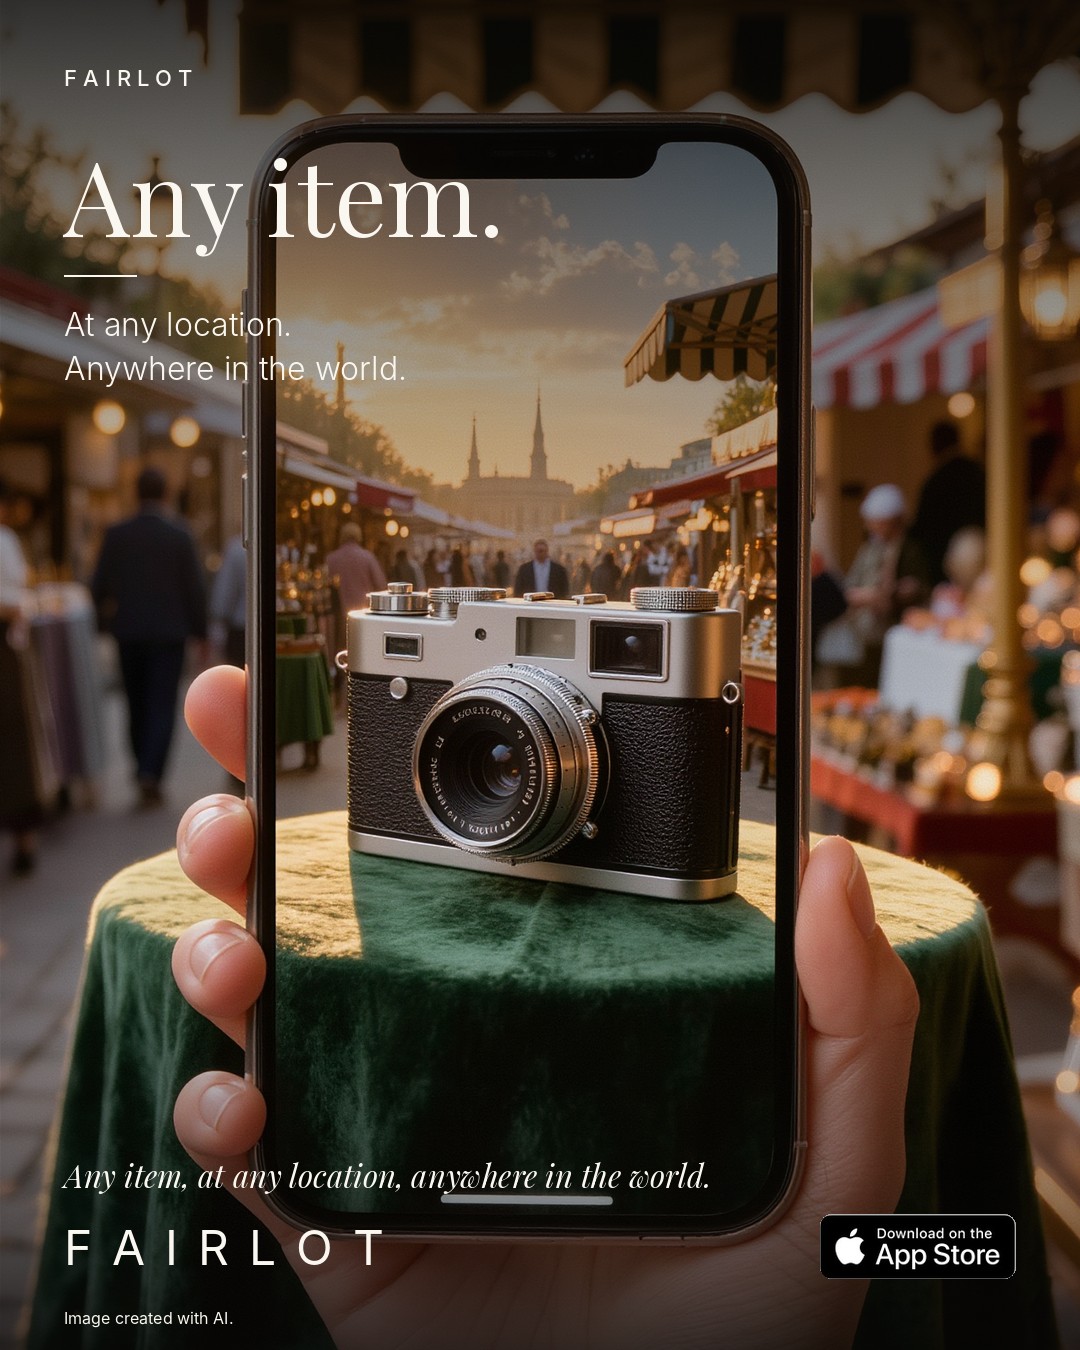 FAIRLOT
Any item.
At any location.
Anywhere in the world.
Any item, at any location, anywhere in the world.
FAIRLOT
Download on the
App Store
Image created with AI.